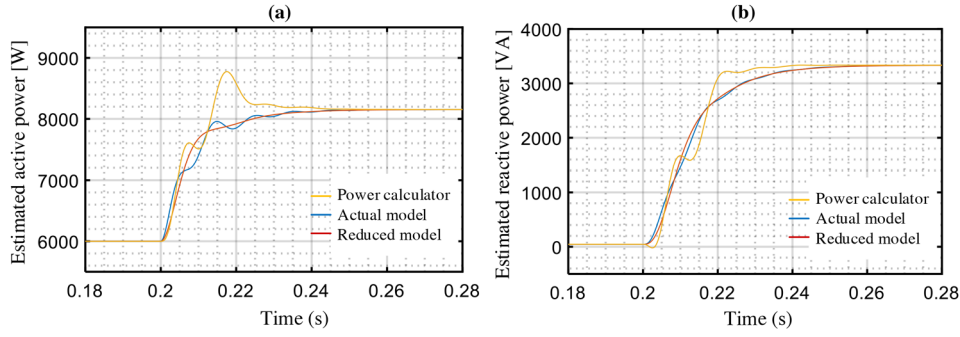 (a)
Estimated active power [W]
9000
8000
7000
6000
Power calculator
Actual model
Reduced model
0.18 0.2 0.22 0.24 0.26 0.28
Time (s)
(b)
Estimated reactive power [VA]
4000
3000
2000
1000
0
Power calculator
Actual model
Reduced model
0.18 0.2 0.22 0.24 0.26 0.28
Time (s)